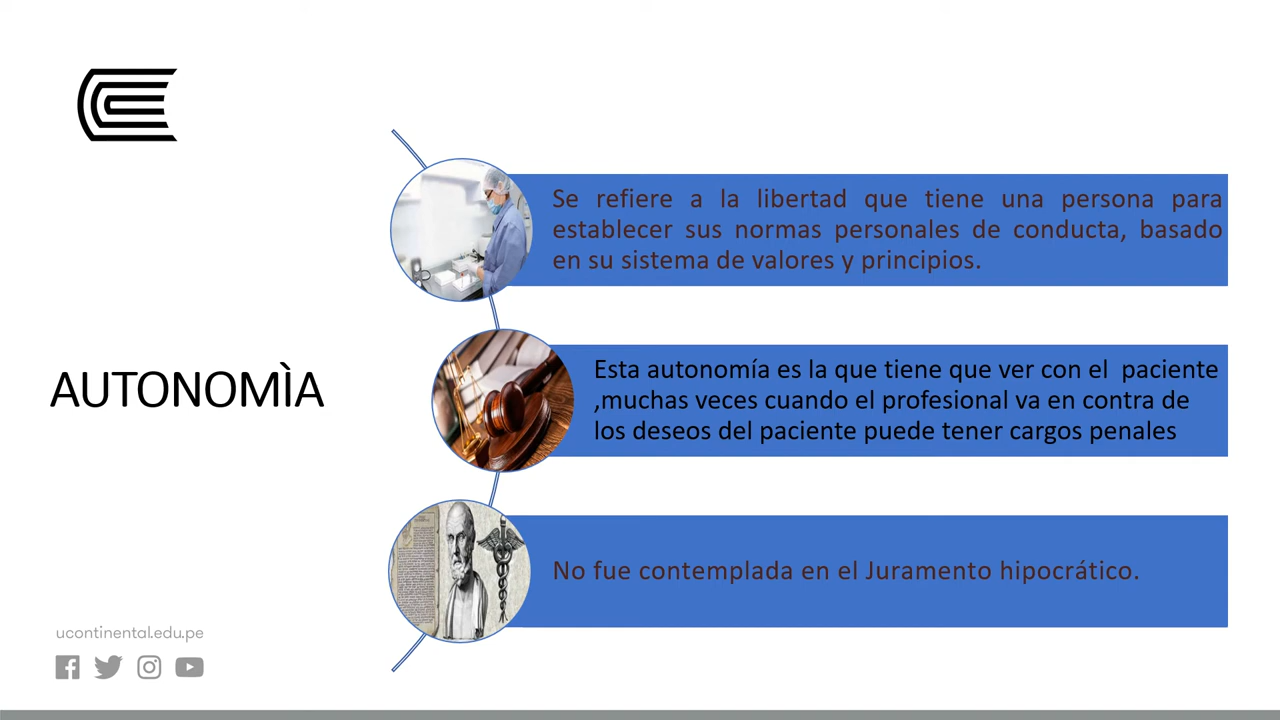 Se refiere a la libertad que tiene una persona para
establecer sus normas personales de conducta, basado
en su sistema de valores y principios.
AUTONOMÌA
Esta autonomía es la que tiene que ver con el paciente
,muchas veces cuando el profesional va en contra de
los deseos del paciente puede tener cargos penales
No fue contemplada en Juramento hipocrático.
ucontinental.edu.pe